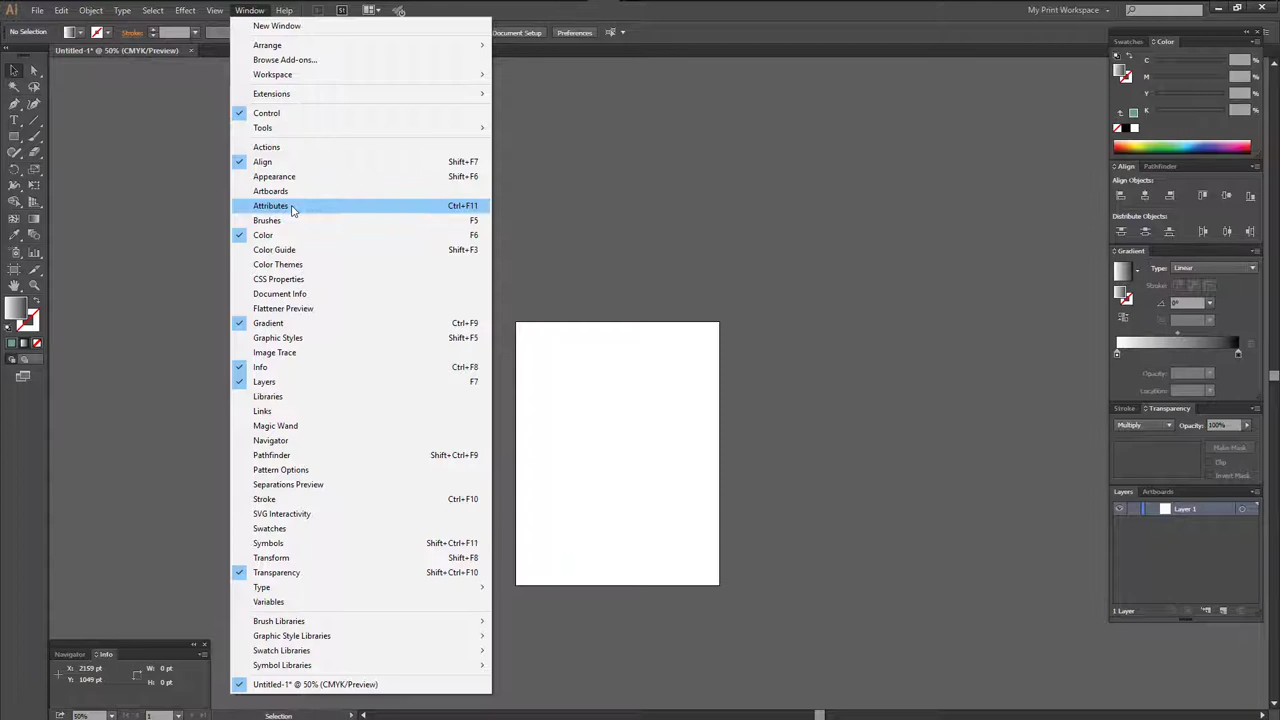 File Edit Object Type Select Effect View Window Help St My Print Workspace
No Selection Stroke: Document Setup Preferences
Untitled-1* @ 50% (CMYK/Preview)
New Window
Arrange
Browse Add-ons...
Workspace
Extensions
Control
Tools
Actions
Align Shift+F7
Appearance Shift+F6
Artboards
Attributes Ctrl+F11
Brushes F5
Color F6
Color Guide Shift+F3
Color Themes
CSS Properties
Document Info
Flattener Preview
Gradient Ctrl+F9
Graphic Styles Shift+F5
Image Trace
Info Ctrl+F8
Layers F7
Libraries
Links
Magic Wand
Navigator
Pathfinder Shift+Ctrl+F9
Pattern Options
Separations Preview
Stroke Ctrl+F10
SVG Interactivity
Swatches
Symbols Shift+Ctrl+F11
Transform Shift+F8
Transparency Shift+Ctrl+F10
Type
Variables
Brush Libraries
Graphic Style Libraries
Swatch Libraries
Symbol Libraries
Untitled-1* @ 50% (CMYK/Preview)
Swatches Color
C %
M %
Y %
K %
Align Pathfinder
Align Objects:
Distribute Objects:
Gradient
Type: Linear
Stroke:
0°
Opacity:
Location:
Stroke Transparency
Multiply Opacity: 100%
Make Mask
Clip
Invert Mask
Layers Artboards
Layer 1
1 Layer
Navigator Info
X: 2159 pt W: 0 pt
Y: 1049 pt H: 0 pt
50% 1 Selection